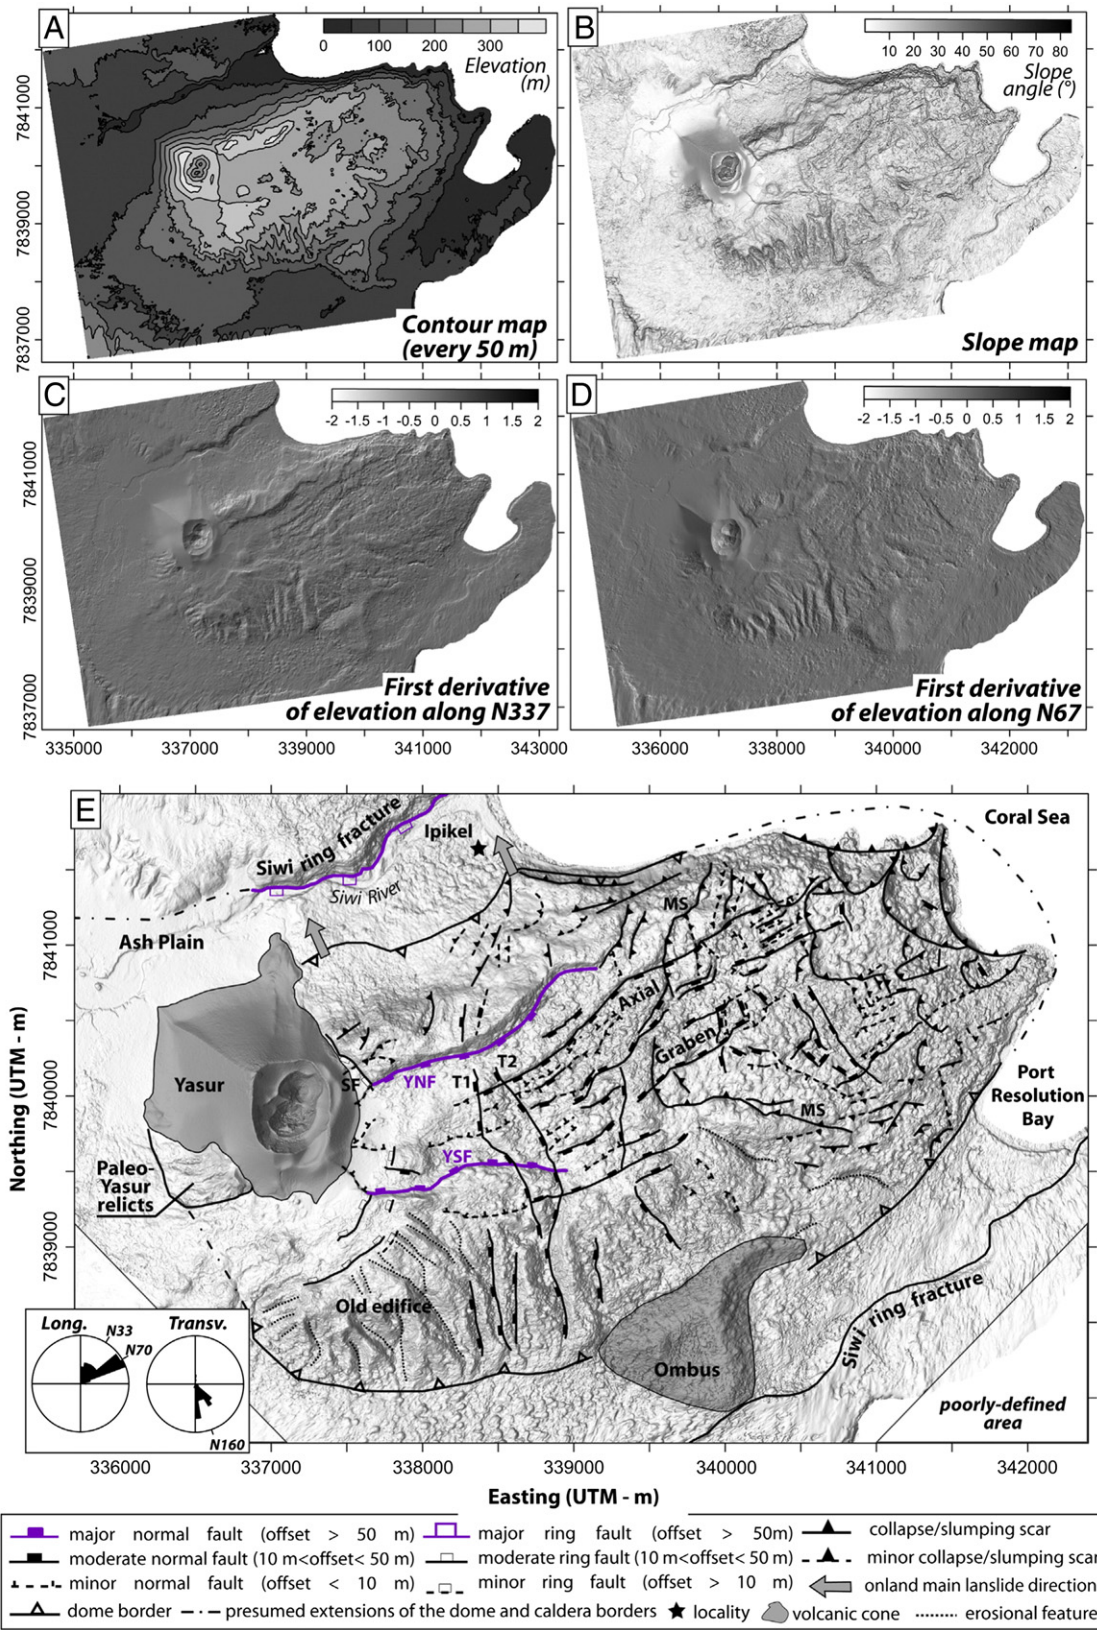 A
0 100 200 300
Elevation
(m)
7841000
7839000
7837000
Contour map
(every 50 m)
B
10 20 30 40 50 60 70 80
Slope
angle (°)
Slope map
C
-2 -1.5 -1 -0.5 0 0.5 1 1.5 2
7841000
7839000
7837000
First derivative
of elevation along N337
335000 337000 339000 341000 343000
D
-2 -1.5 -1 -0.5 0 0.5 1 1.5 2
First derivative
of elevation along N67
336000 338000 340000 342000
E
Siwi ring fracture
Ipikel
Coral Sea
Siwi River
MS
Ash Plain
Axial
Graben
Yasur
SF
YNF
T1
T2
MS
Port
Resolution
Bay
YSF
Paleo-
Yasur
relicts
Old edifice
Ombus
Siwi ring fracture
poorly-defined
area
Long.
N33
N70
Transv.
N160
Northing (UTM - m)
7841000
7840000
7839000
336000 337000 338000 339000 340000 341000 342000
Easting (UTM - m)
major normal fault (offset > 50 m)
major ring fault (offset > 50m)
collapse/slumping scar
moderate normal fault (10 m<offset< 50 m)
moderate ring fault (10 m<offset< 50 m)
minor collapse/slumping scar
minor normal fault (offset < 10 m)
minor ring fault (offset > 10 m)
onland main lanslide direction
dome border
presumed extensions of the dome and caldera borders
locality
volcanic cone
erosional feature